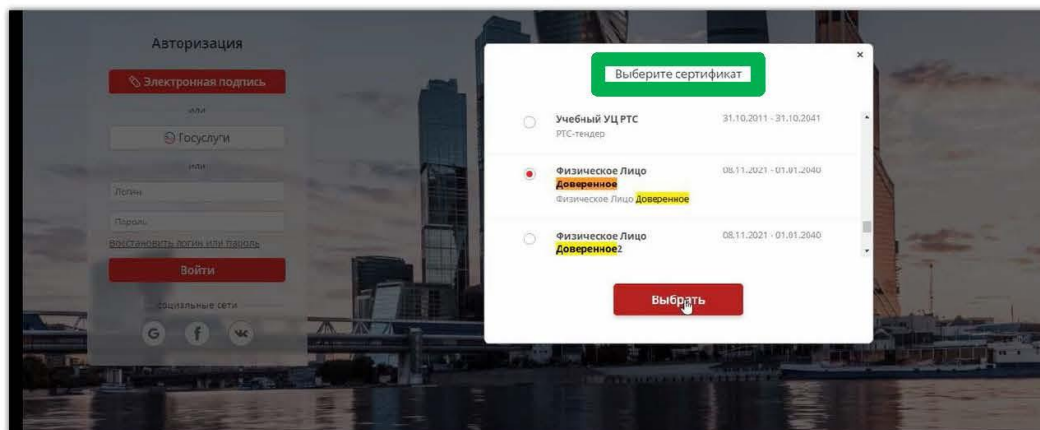 Авторизация
Электронная подпись
или
Госуслуги
или
Логин
Пароль
Восстановить логин или пароль
Войти
социальные сети
G f
Выберите сертификат
×
Учебный УЦ РТС 31.10.2011 - 31.10.2041
РТС-тендер
Физическое Лицо 08.11.2021 - 01.01.2040
Доверенное
Физическое Лицо Доверенное
Физическое Лицо 08.11.2021 - 01.01.2040
Доверенное2
Выбрать